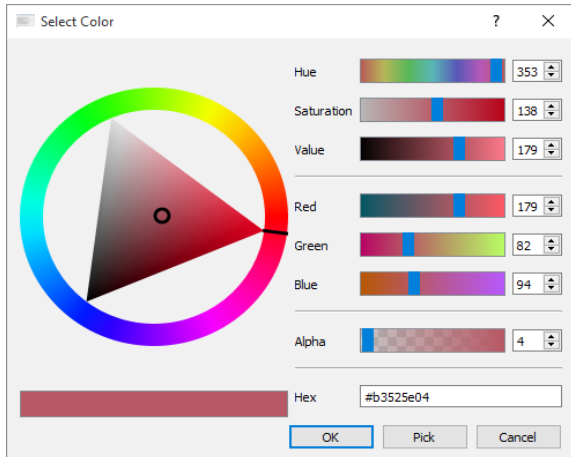 Select Color ?
Hue 353
Saturation 138
Value 179
Red 179
Green 82
Blue 94
Alpha 4
Hex #b3525e04
OK Pick Cancel